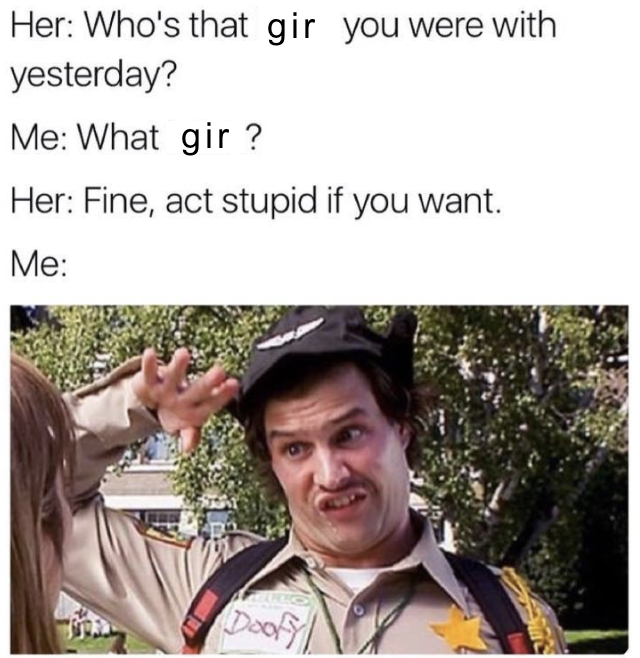 Her: Who's that gir you were with
yesterday?
Me: What gir ?
Her: Fine, act stupid if you want.
Me:
Doofy